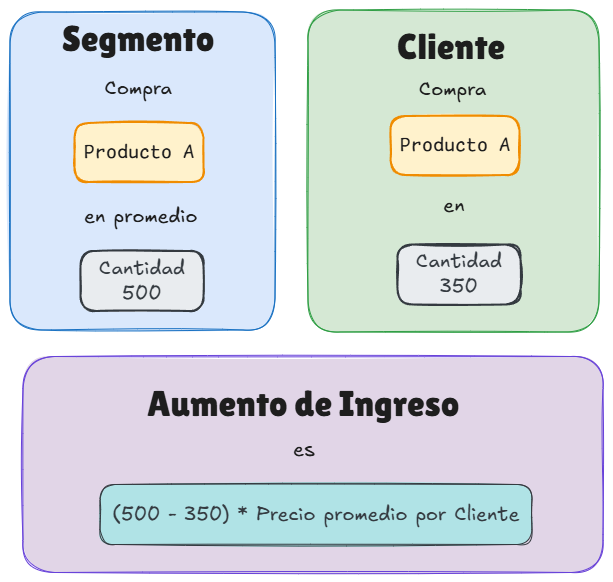 Segmento
Compra
Producto A
en promedio
Cantidad
500
Cliente
Compra
Producto A
en
Cantidad
350
Aumento de Ingreso
es
(500 - 350) * Precio promedio por Cliente